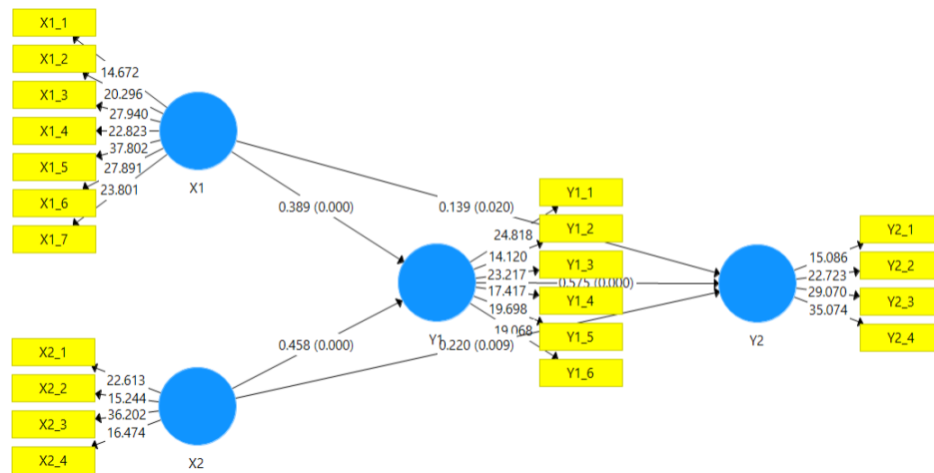 X1_1
X1_2
X1_3
X1_4
X1_5
X1_6
X1_7
14.672
20.296
27.940
22.823
37.802
27.891
23.801
X1
0.389 (0.000)
0.139 (0.020)
Y1_1
Y1_2
Y1_3
Y1_4
Y1_5
Y1_6
24.818
14.120
23.217
17.417
19.698
19.068
0.575 (0.000)
Y1
Y2_1
Y2_2
Y2_3
Y2_4
15.086
22.723
29.070
35.074
Y2
0.458 (0.000)
0.220 (0.009)
X2_1
X2_2
X2_3
X2_4
22.613
15.244
36.202
16.474
X2